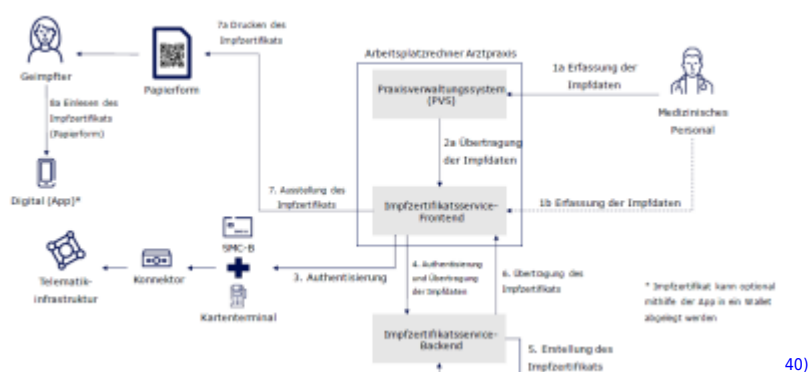 7a Drucken des
Impfzertifikats
Geimpfter
Papierform
8a Einlesen des
Impfzertifikats
(Papierform)
Digital (App)*
Arbeitsplatzrechner Arztpraxis
Praxisverwaltungssystem
(PVS)
1a Erfassung der
Impfdaten
Medizinisches
Personal
2a Übertragung
der Impfdaten
7. Ausstellung des
Impfzertifikats
Impfzertifikatsservice-
Frontend
1b Erfassung der Impfdaten
SMC-B
Telematik-
infrastruktur
Konnektor
Kartenterminal
3. Authentisierung
4. Authentisierung
und Übertragung
der Impfdaten
6. Übertragung des
Impfzertifikats
* Impfzertifikat kann optional
mithilfe der App in ein Wallet
abgelegt werden
Impfzertifikatsservice-
Backend
5. Erstellung des
Impfzertifikats
40)